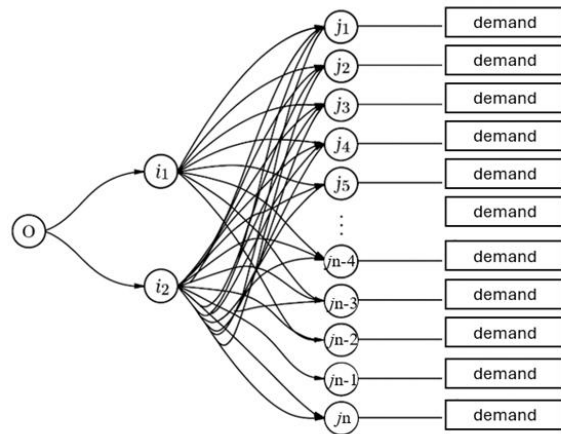 j1 demand
j2 demand
j3 demand
j4 demand
i1
j5 demand
demand
O
⋮
jn-4 demand
i2
jn-3 demand
jn-2 demand
jn-1 demand
jn demand